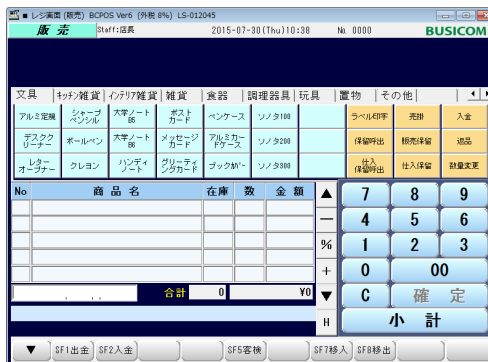 ■ レジ画面 (販売) BCPOS Ver6 (外税 8%) LS-012045
販 売 Staff:店長 2015-07-30(Thu)10:38 No. 0000 BUSICOM
文具 キッチン雑貨 インテリア雑貨 雑貨 食器 調理器具 玩具 置物 その他
アルミ定規 シャープペンシル 大学ノート B6 ポストカード ペンケース ソノタ100 ラベル印字 売掛 入金
デスククリーナー ボールペン 大学ノート B6 メッセージカード アルミカードケース ソノタ200 保留呼出 販売保留 返品
レターオープナー クレヨン ハンディノート グリーティングカード ブックカバー ソノタ300 仕入保留呼出 仕入保留 数量変更
No 商 品 名 在庫 数 金 額 ▲ 7 8 9
― 4 5 6
% 1 2 3
+ 0 00
合計 0 ¥0 ▼ C 確 定
H 小 計
▼ SF1出金 SF2入金 SF5客検 SF7移入 SF8移出